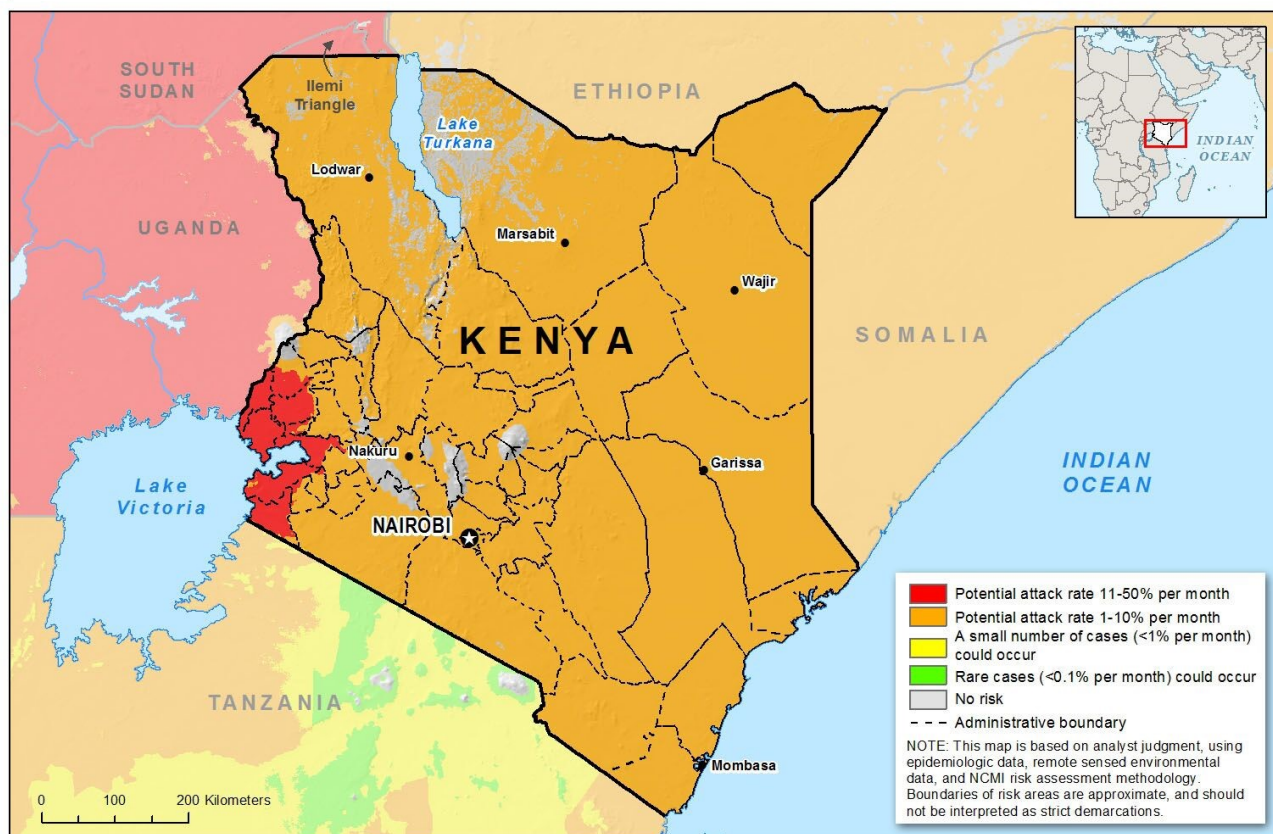 SOUTH
SUDAN
Ilemi
Triangle
ETHIOPIA
Lake
Turkana
INDIAN
OCEAN
Lodwar
UGANDA
Marsabit
Wajir
KENYA
SOMALIA
Nakuru
Garissa
INDIAN
OCEAN
Lake
Victoria
NAIROBI
TANZANIA
Mombasa
0 100 200 Kilometers
Potential attack rate 11-50% per month
Potential attack rate 1-10% per month
A small number of cases (<1% per month)
could occur
Rare cases (<0.1% per month) could occur
No risk
Administrative boundary
NOTE: This map is based on analyst judgment, using
epidemiologic data, remote sensed environmental
data, and NCMI risk assessment methodology.
Boundaries of risk areas are approximate, and should
not be interpreted as strict demarcations.